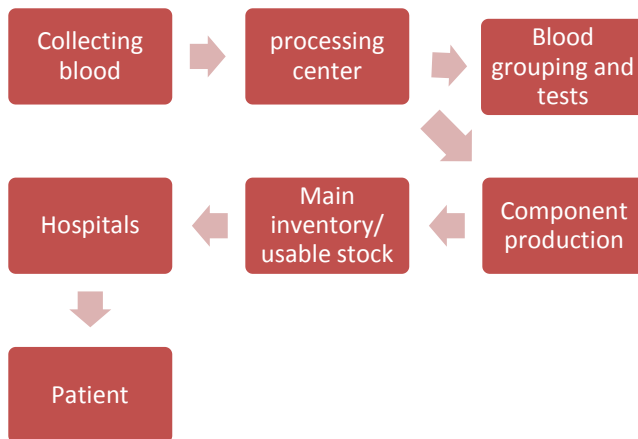 Collecting
blood
processing
center
Blood
grouping and
tests
Hospitals
Main
inventory/
usable stock
Component
production
Patient